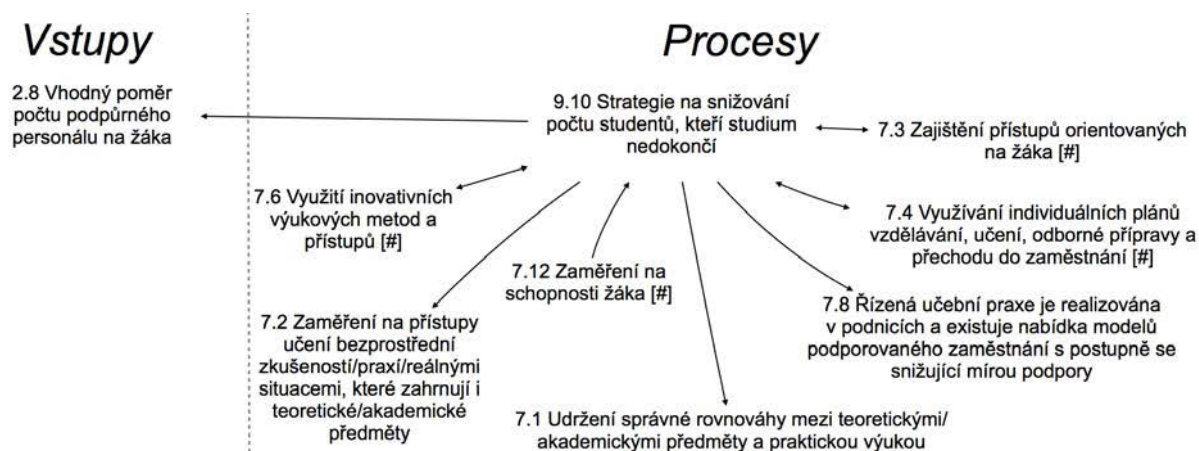 Vstupy
Procesy
2.8 Vhodný poměr
počtu podpůrného
personálu na žáka
9.10 Strategie na snižování
počtu studentů, kteří studium
nedokončí
7.3 Zajištění přístupů orientovaných
na žáka [#]
7.6 Využití inovativních
výukových metod a
přístupů [#]
7.4 Využívání individuálních plánů
vzdělávání, učení, odborné přípravy a
přechodu do zaměstnání [#]
7.12 Zaměření na
schopnosti žáka [#]
7.8 Řízená učební praxe je realizována
v podnicích a existuje nabídka modelů
podporovaného zaměstnání s postupně se
snižující mírou podpory
7.2 Zaměření na přístupy
učení bezprostřední
zkušeností/praxí/reálnými
situacemi, které zahrnují i
teoretické/akademické
předměty
7.1 Udržení správné rovnováhy mezi teoretickými/
akademickými předměty a praktickou výukou